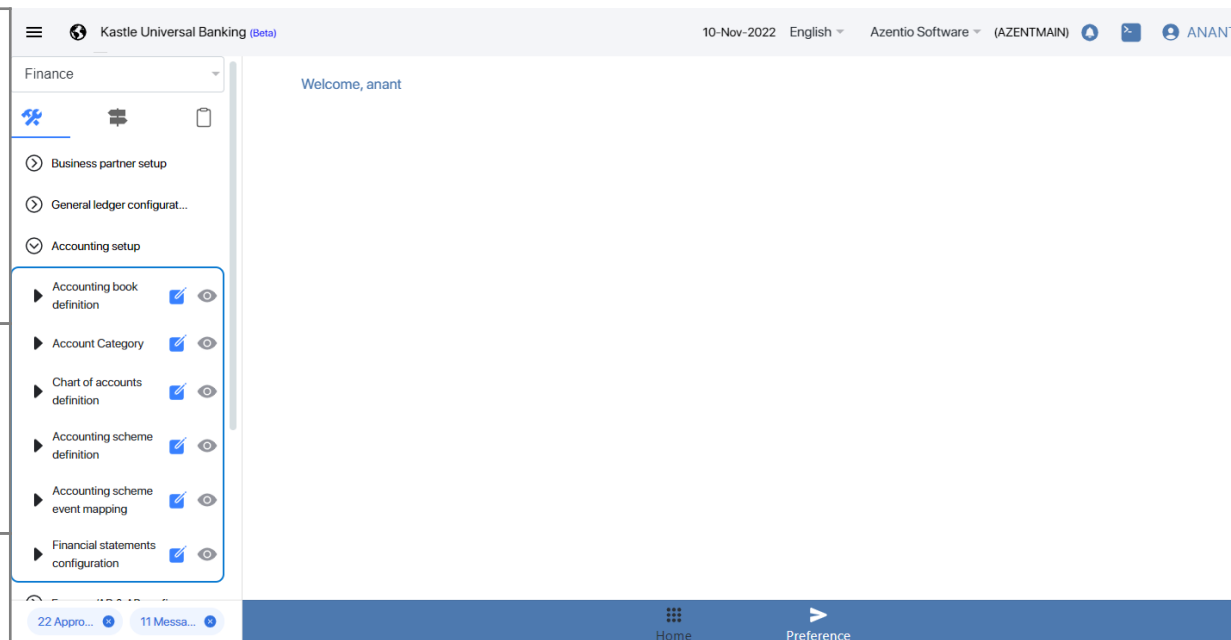 Kastle Universal Banking (Beta)
10-Nov-2022 English Azentio Software (AZENTMAIN) ANANT
Finance
Welcome, anant
Business partner setup
General ledger configurat...
Accounting setup
Accounting book
definition
Account Category
Chart of accounts
definition
Accounting scheme
definition
Accounting scheme
event mapping
Financial statements
configuration
22 Appro...
11 Messa...
Home
Preference